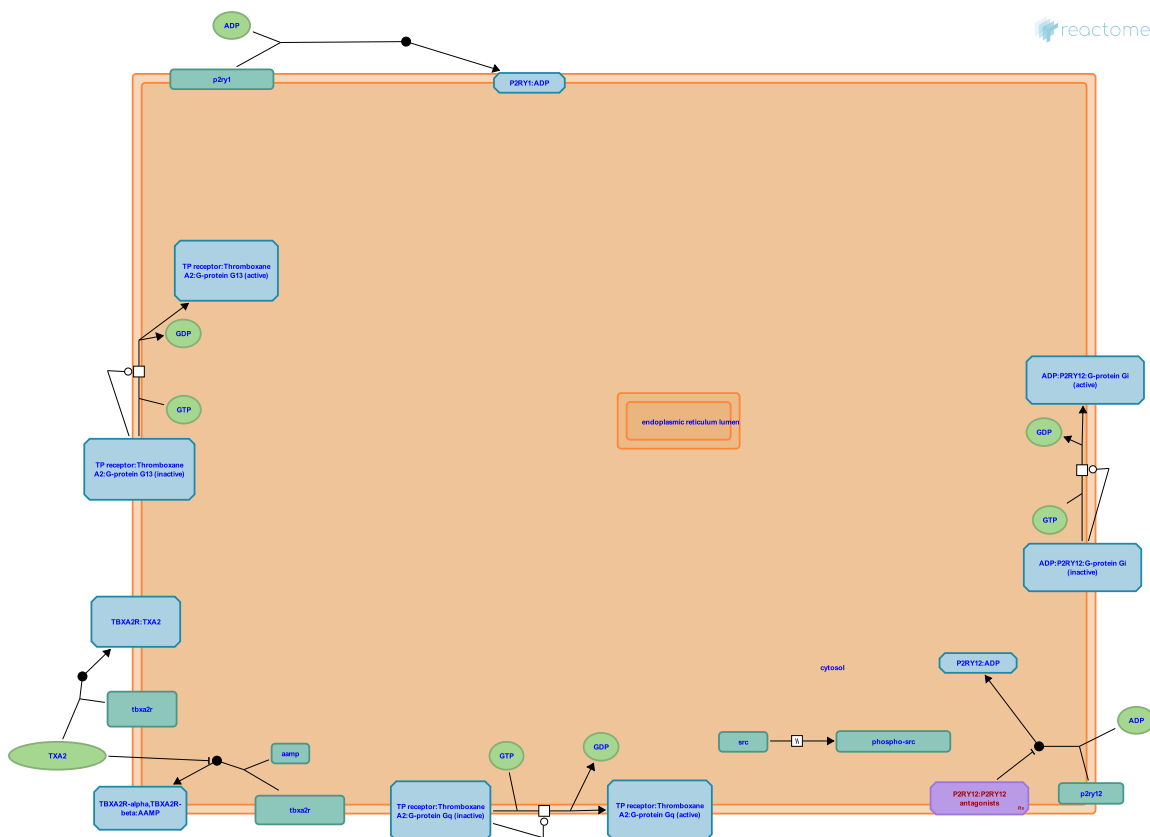 ADP
reactome
p2ry1
P2RY1:ADP
TP receptor:Thromboxane
A2:G-protein G13 (active)
GDP
GTP
TP receptor:Thromboxane
A2:G-protein G13 (inactive)
endoplasmic reticulum lumen
ADP:P2RY12:G-protein Gi
(active)
GDP
GTP
ADP:P2RY12:G-protein Gi
(inactive)
TBXA2R:TXA2
cytosol
P2RY12:ADP
tbxa2r
ADP
TXA2
aamp
GTP
GDP
src
\\
phospho-src
TBXA2R-alpha,TBXA2R-
beta:AAMP
tbxa2r
TP receptor:Thromboxane
A2:G-protein Gq (inactive)
TP receptor:Thromboxane
A2:G-protein Gq (active)
P2RY12:P2RY12
antagonists
Rx
p2ry12